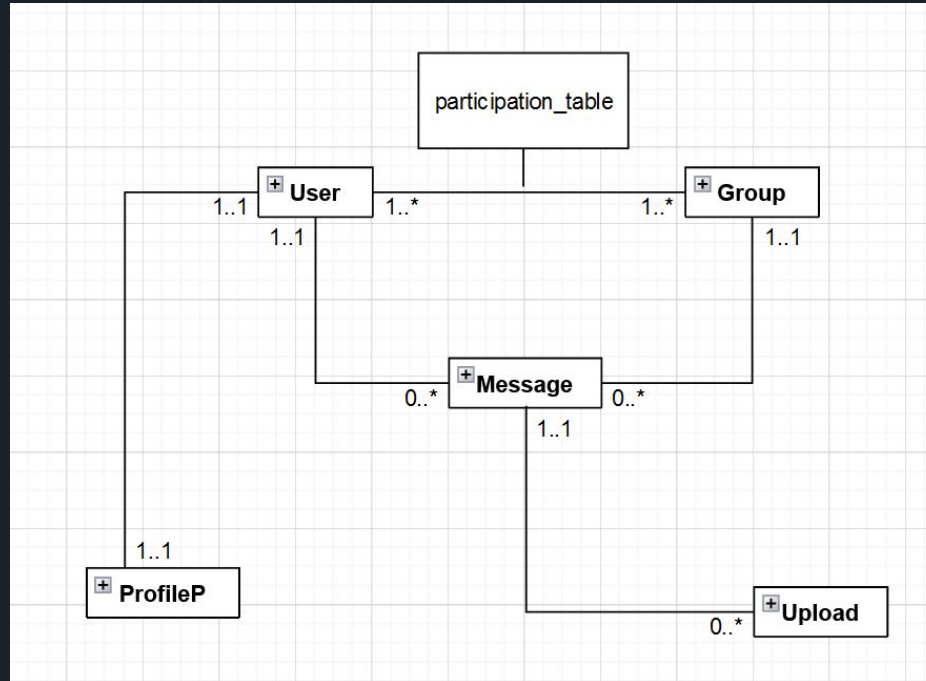 participation_table
User
Group
1..1
1..*
1..*
1..1
1..1
Message
0..*
0..*
1..1
1..1
ProfileP
Upload
0..*